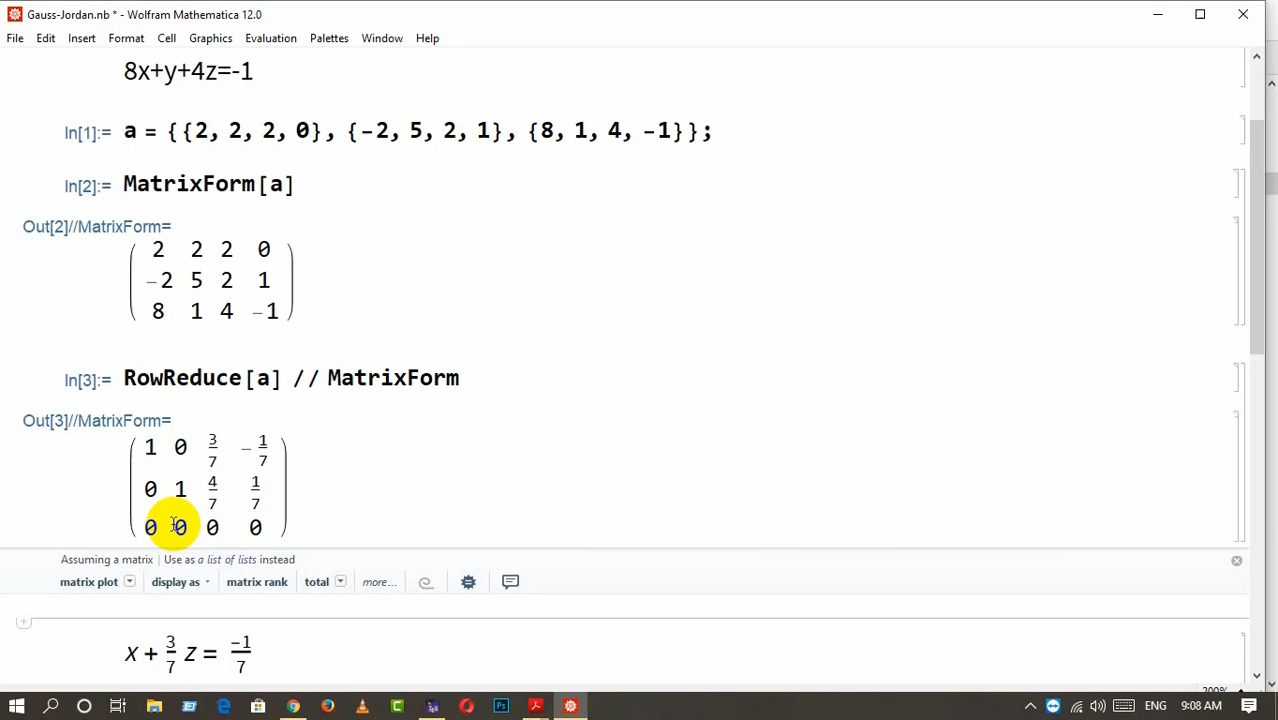 Gauss-Jordan.nb * - Wolfram Mathematica 12.0
File Edit Insert Format Cell Graphics Evaluation Palettes Window Help
8x+y+4z=-1
In[1]:= a = {{2, 2, 2, 0}, {-2, 5, 2, 1}, {8, 1, 4, -1}};
In[2]:= MatrixForm[a]
Out[2]//MatrixForm=
2 2 2 0
-2 5 2 1
8 1 4 -1
In[3]:= RowReduce[a] // MatrixForm
Out[3]//MatrixForm=
1 0 3/7 -1/7
0 1 4/7 1/7
0 0 0 0
Assuming a matrix | Use as a list of lists instead
matrix plot display as matrix rank total more...
x + 3/7 z = -1/7
200%
ENG 9:08 AM